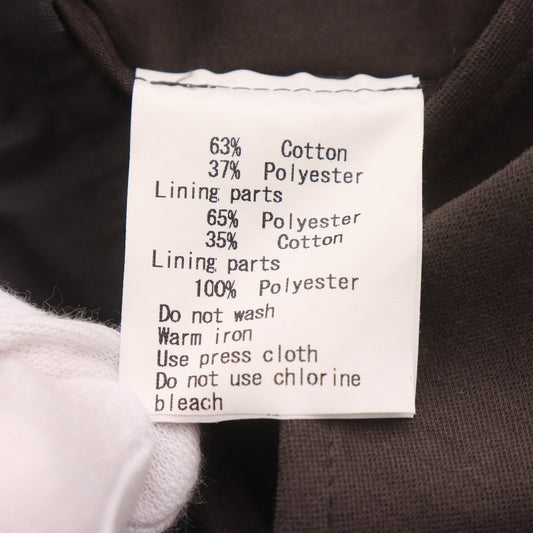 63% Cotton
37% Polyester
Lining parts
65% Polyester
35% Cotton
Lining parts
100% Polyester
Do not wash
Warm iron
Use press cloth
Do not use chlorine
bleach